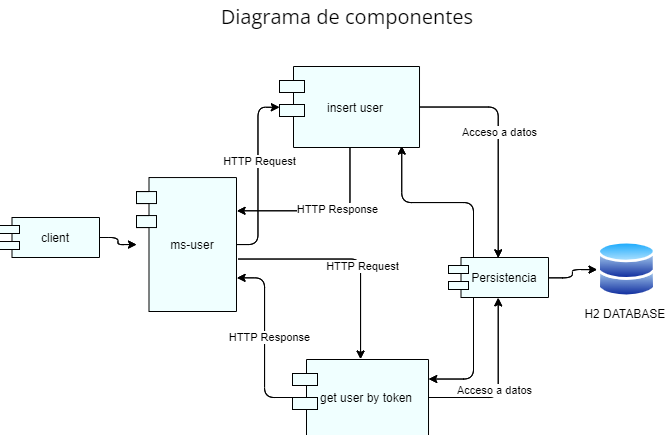 Diagrama de componentes
insert user
Acceso a datos
HTTP Request
HTTP Response
client
ms-user
HTTP Request
Persistencia
H2 DATABASE
HTTP Response
get user by token
Acceso a datos